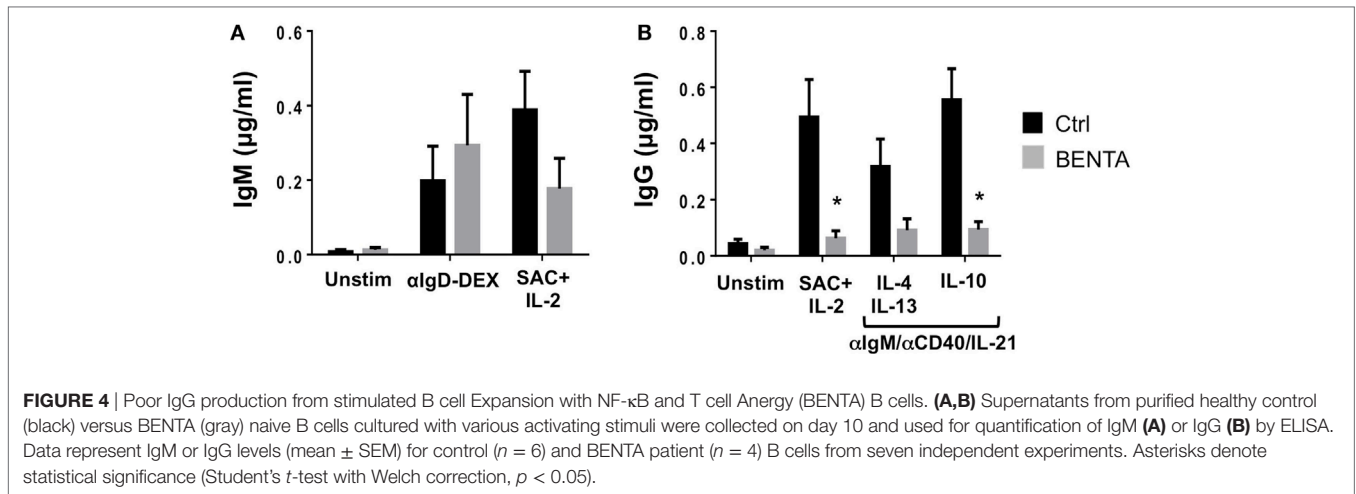 A
IgM (µg/ml)
0.6
0.4
0.2
0.0
Unstim
αIgD-DEX
SAC+
IL-2
B
IgG (µg/ml)
0.8
0.6
0.4
0.2
0.0
*
*
Unstim
SAC+
IL-2
IL-4
IL-13
IL-10
αIgM/αCD40/IL-21
Ctrl
BENTA
FIGURE 4 | Poor IgG production from stimulated B cell Expansion with NF-κB and T cell Anergy (BENTA) B cells. (A,B) Supernatants from purified healthy control
(black) versus BENTA (gray) naive B cells cultured with various activating stimuli were collected on day 10 and used for quantification of IgM (A) or IgG (B) by ELISA.
Data represent IgM or IgG levels (mean ± SEM) for control (n = 6) and BENTA patient (n = 4) B cells from seven independent experiments. Asterisks denote
statistical significance (Student's t-test with Welch correction, p < 0.05).